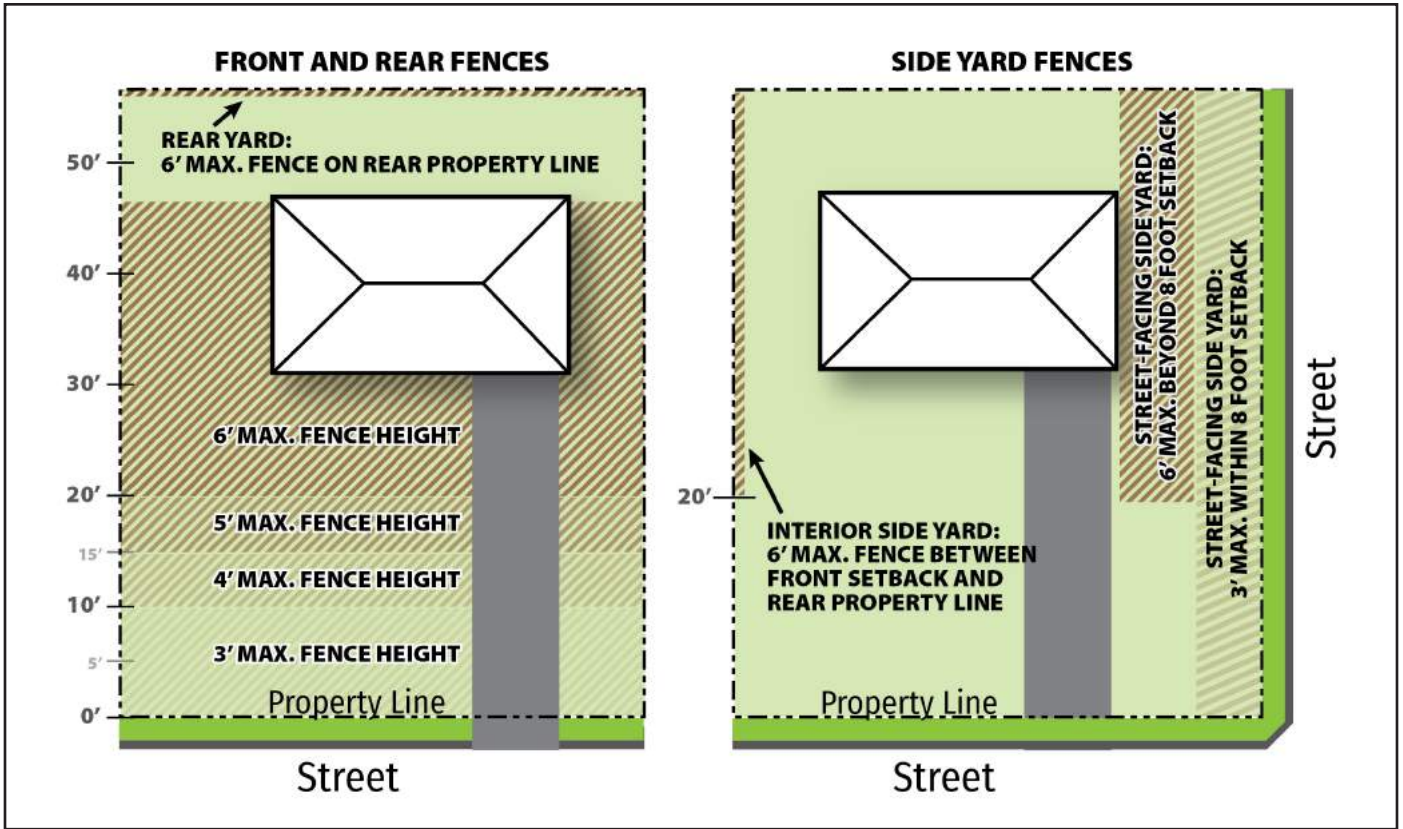 FRONT AND REAR FENCES
REAR YARD:
6' MAX. FENCE ON REAR PROPERTY LINE
50'
40'
30'
6' MAX. FENCE HEIGHT
20'
5' MAX. FENCE HEIGHT
15'
4' MAX. FENCE HEIGHT
10'
3' MAX. FENCE HEIGHT
5'
Property Line
0'
Street
SIDE YARD FENCES
STREET-FACING SIDE YARD:
6' MAX. BEYOND 8 FOOT SETBACK
STREET-FACING SIDE YARD:
3' MAX. WITHIN 8 FOOT SETBACK
Street
20'
INTERIOR SIDE YARD:
6' MAX. FENCE BETWEEN
FRONT SETBACK AND
REAR PROPERTY LINE
Property Line
Street